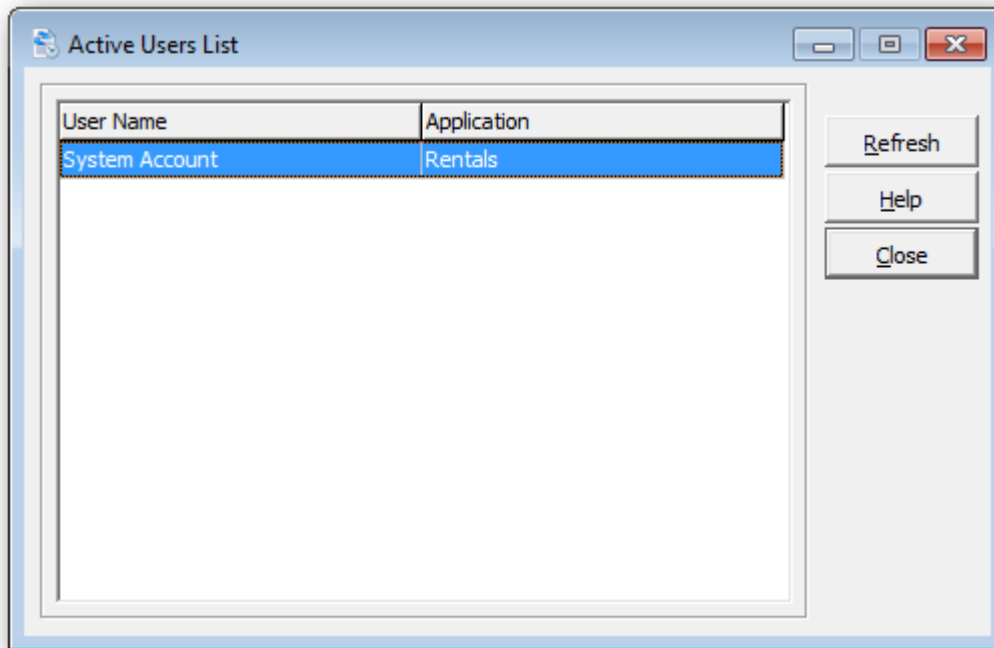 Active Users List
User Name Application
System Account Rentals
Refresh
Help
Close